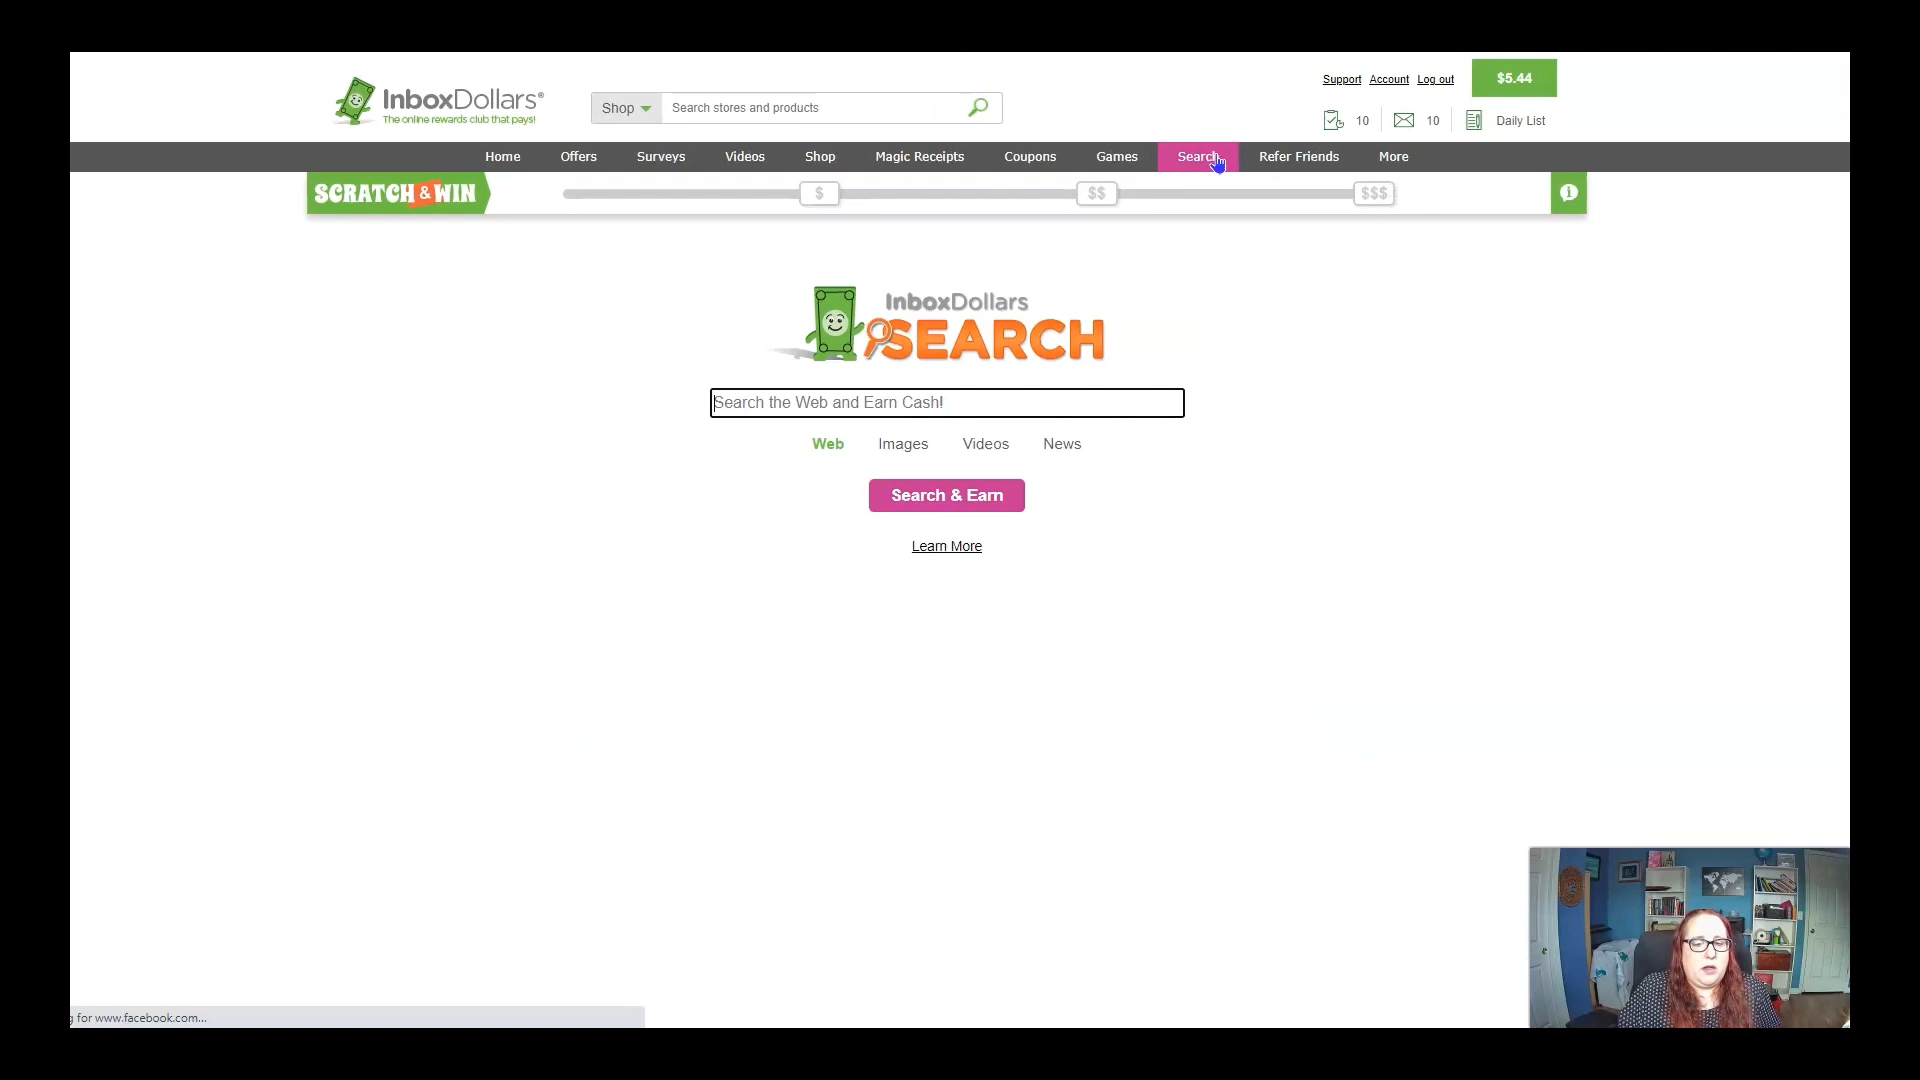 Support Account Log out $5.44
InboxDollars®
The online rewards club that pays!
Shop Search stores and products
10 10 Daily List
Home Offers Surveys Videos Shop Magic Receipts Coupons Games Search Refer Friends More
SCRATCH & WIN $ $$ $$$
InboxDollars
SEARCH
Search the Web and Earn Cash!
Web Images Videos News
Search & Earn
Learn More
for www.facebook.com...